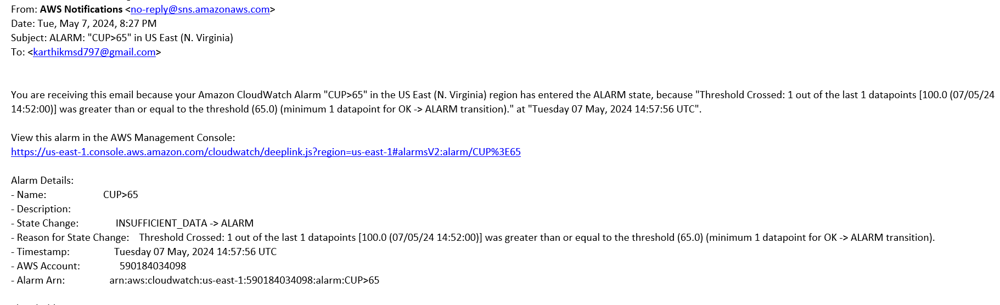 From: AWS Notifications <no-reply@sns.amazonaws.com>
Date: Tue, May 7, 2024, 8:27 PM
Subject: ALARM: "CUP>65" in US East (N. Virginia)
To: <karthikmsd797@gmail.com>
You are receiving this email because your Amazon CloudWatch Alarm "CUP>65" in the US East (N. Virginia) region has entered the ALARM state, because "Threshold Crossed: 1 out of the last 1 datapoints [100.0 (07/05/24
14:52:00)] was greater than or equal to the threshold (65.0) (minimum 1 datapoint for OK -> ALARM transition)." at "Tuesday 07 May, 2024 14:57:56 UTC".
View this alarm in the AWS Management Console:
https://us-east-1.console.aws.amazon.com/cloudwatch/deeplink.js?region=us-east-1#alarmsV2:alarm/CUP%3E65
Alarm Details:
- Name: CUP>65
- Description:
- State Change: INSUFFICIENT_DATA -> ALARM
- Reason for State Change: Threshold Crossed: 1 out of the last 1 datapoints [100.0 (07/05/24 14:52:00)] was greater than or equal to the threshold (65.0) (minimum 1 datapoint for OK -> ALARM transition).
- Timestamp: Tuesday 07 May, 2024 14:57:56 UTC
- AWS Account: 590184034098
- Alarm Arn: arn:aws:cloudwatch:us-east-1:590184034098:alarm:CUP>65